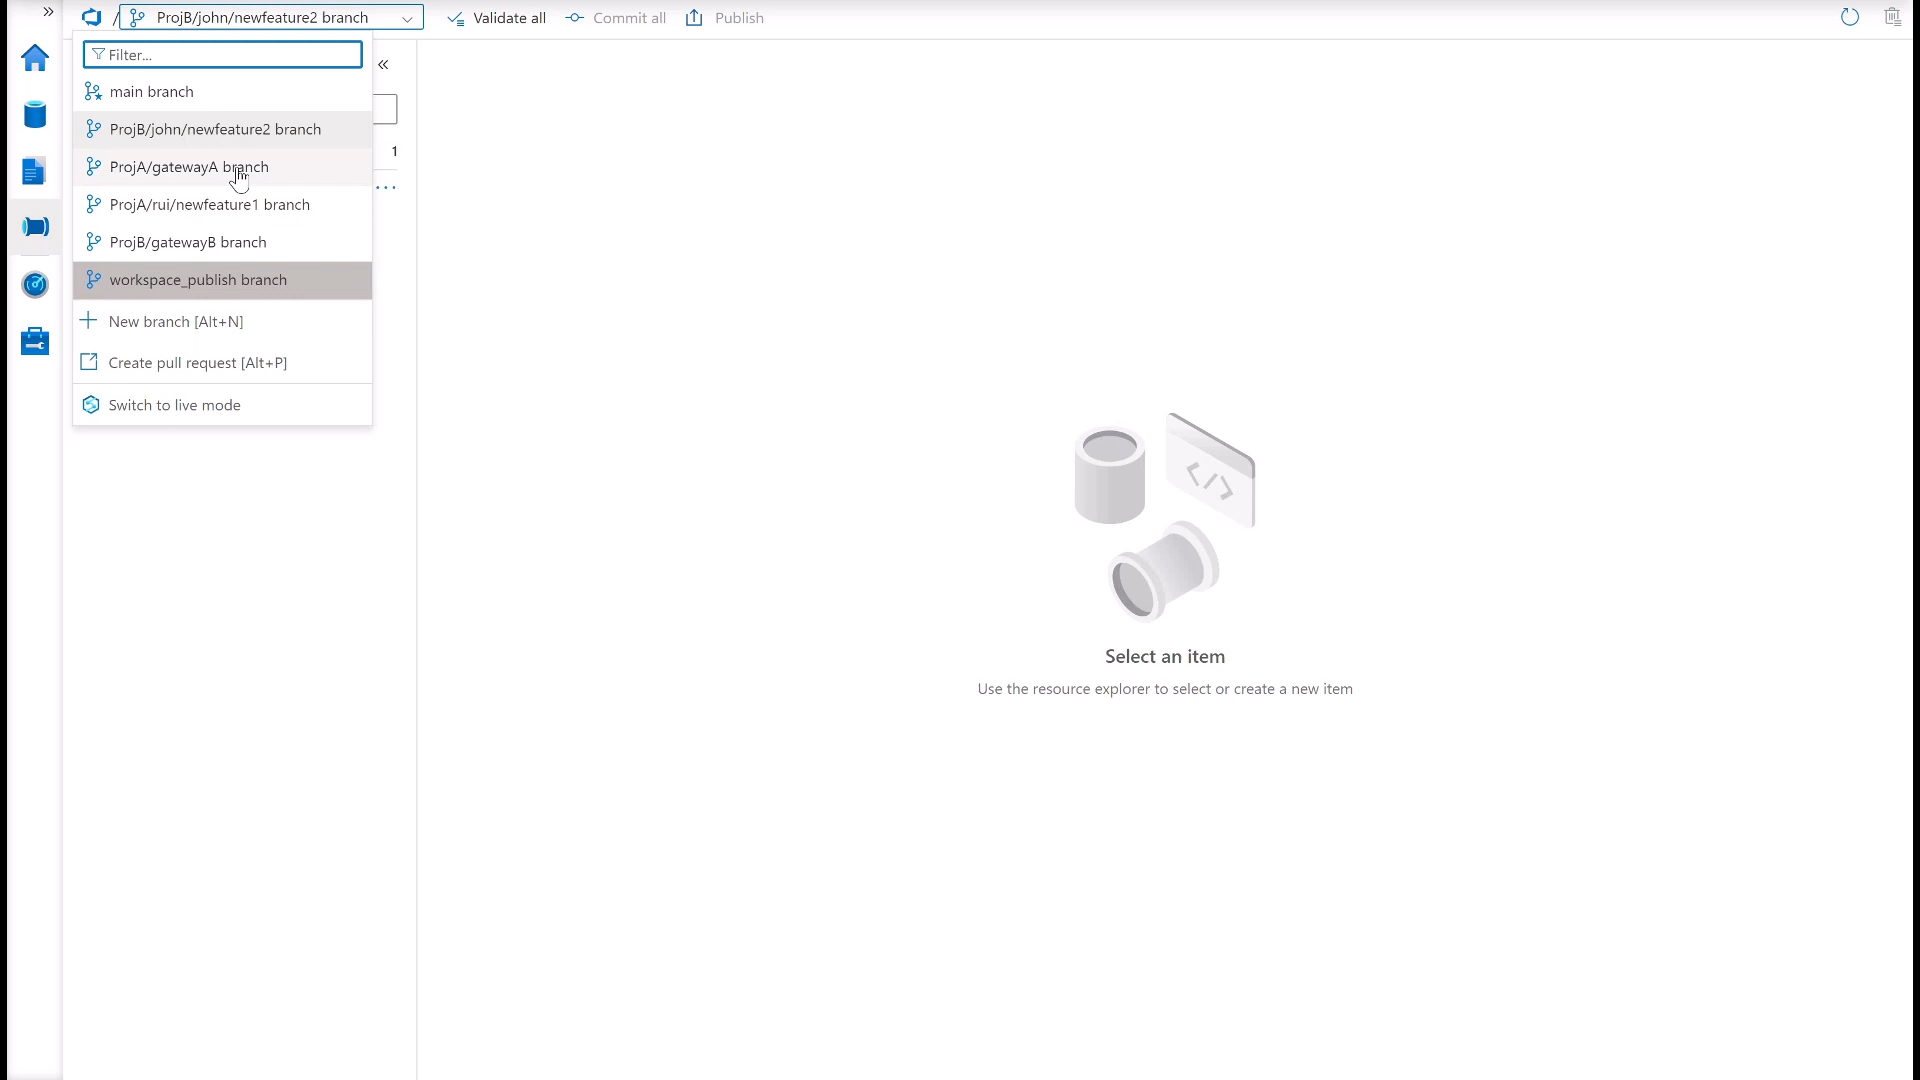 »
/ ProjB/john/newfeature2 branch
Validate all
Commit all
Publish
Filter...
«
main branch
ProjB/john/newfeature2 branch
1
ProjA/gatewayA branch
...
ProjA/rui/newfeature1 branch
ProjB/gatewayB branch
workspace_publish branch
New branch [Alt+N]
Create pull request [Alt+P]
Switch to live mode
Select an item
Use the resource explorer to select or create a new item